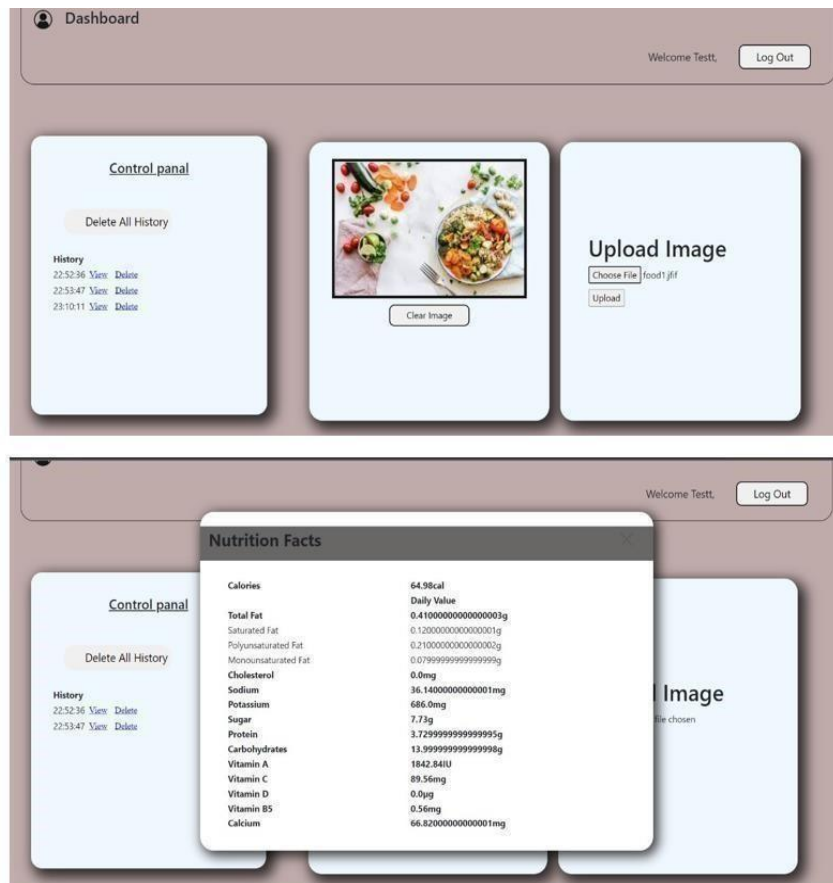 Dashboard
Welcome Testt, Log Out
Control panal
Delete All History
History
22:52:36 View Delete
22:53:47 View Delete
23:10:11 View Delete
Clear Image
Upload Image
Choose File food1.jfif
Upload
Welcome Testt, Log Out
Nutrition Facts
Calories 64.98cal
Daily Value
Total Fat 0.41000000000000003g
Saturated Fat 0.12000000000000001g
Polyunsaturated Fat 0.21000000000000002g
Monounsaturated Fat 0.07999999999999999g
Cholesterol 0.0mg
Sodium 36.14000000000001mg
Potassium 686.0mg
Sugar 7.73g
Protein 3.7299999999999995g
Carbohydrates 13.999999999999998g
Vitamin A 1842.84IU
Vitamin C 89.56mg
Vitamin D 0.0µg
Vitamin B5 0.56mg
Calcium 66.82000000000001mg
Control panal
Delete All History
History
22:52:36 View Delete
22:53:47 View Delete
Image
file chosen